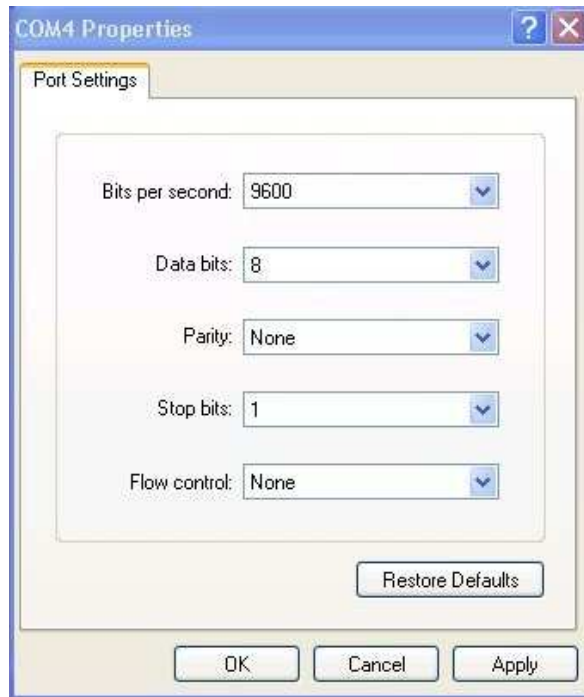 COM4 Properties
?
Port Settings
Bits per second: 9600
Data bits: 8
Parity: None
Stop bits: 1
Flow control: None
Restore Defaults
OK Cancel Apply